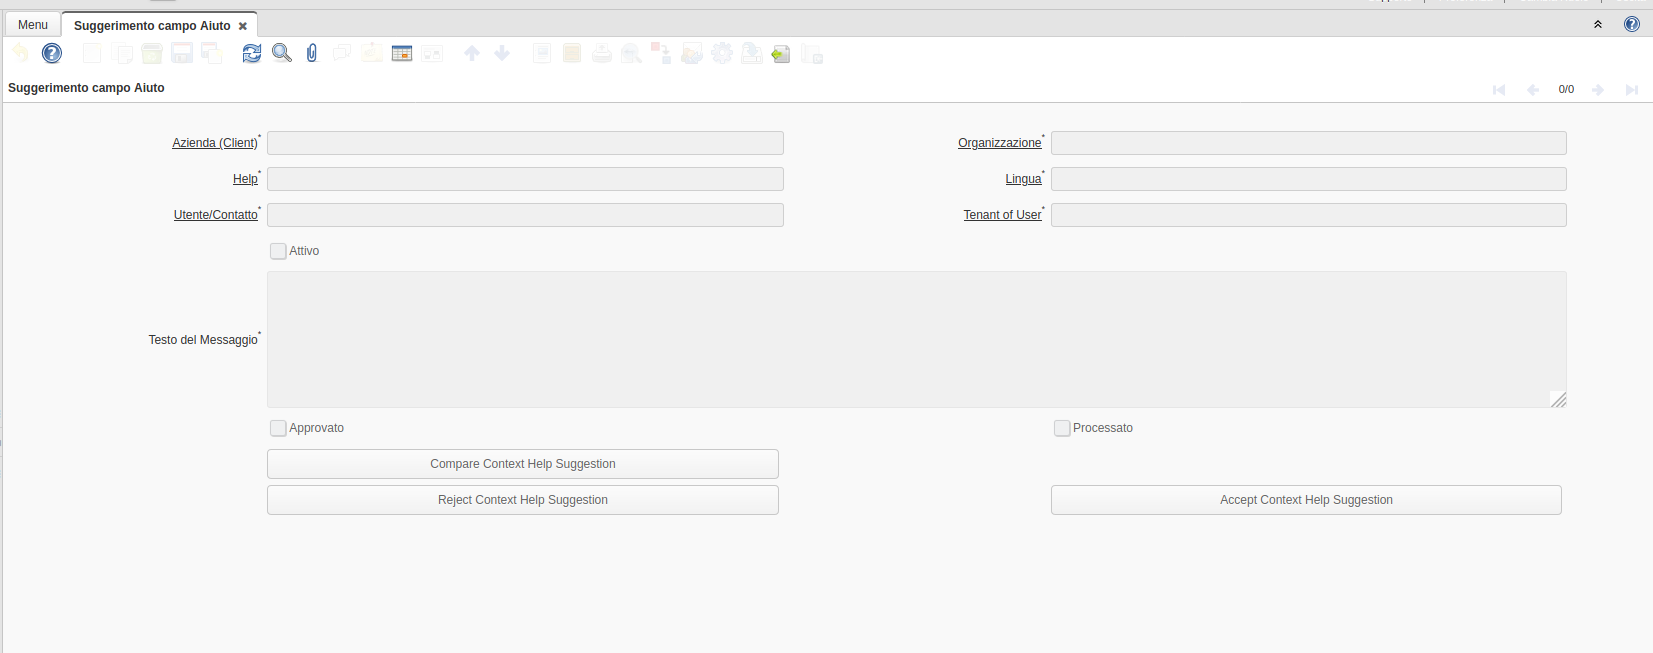 Menu
Suggerimento campo Aiuto
Suggerimento campo Aiuto
0/0
Azienda (Client)*
Organizzazione*
Help*
Lingua*
Utente/Contatto*
Tenant of User*
Attivo
Testo del Messaggio*
Approvato
Processato
Compare Context Help Suggestion
Reject Context Help Suggestion
Accept Context Help Suggestion